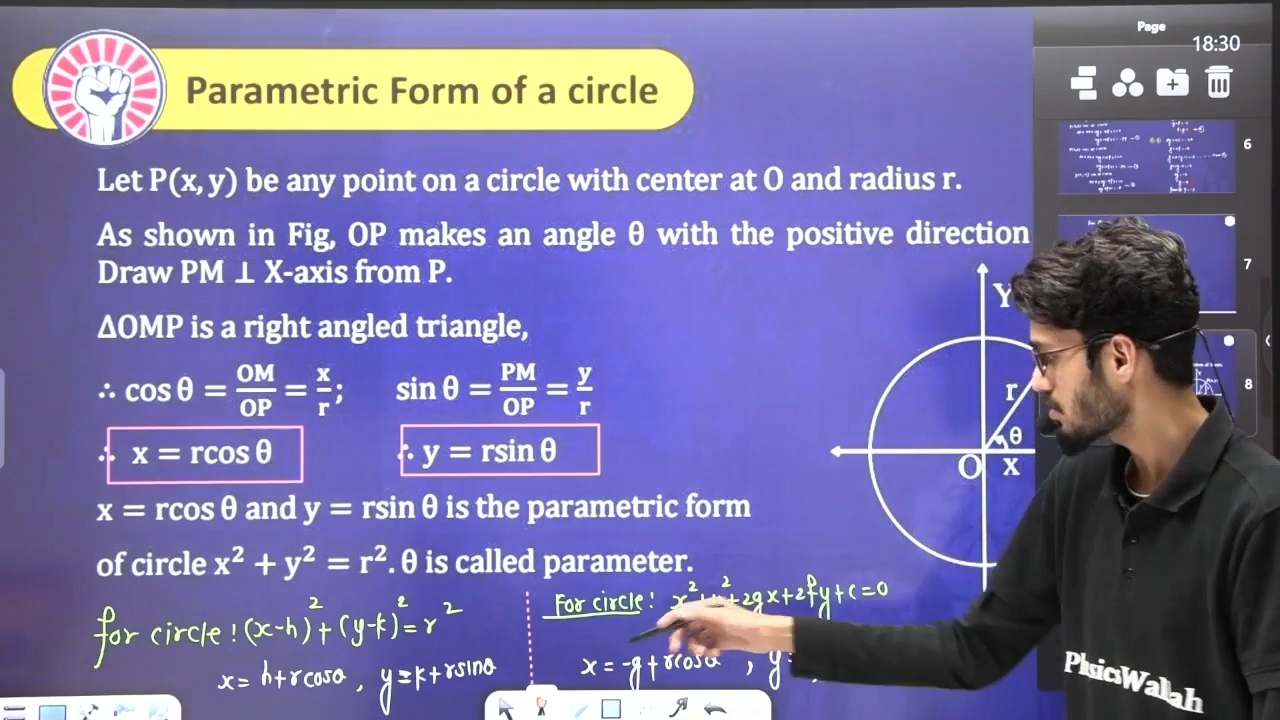 Page
18:30
Parametric Form of a circle
6
Let P(x, y) be any point on a circle with center at O and radius r.
As shown in Fig, OP makes an angle θ with the positive direction
Draw PM ⊥ X-axis from P.
7
ΔOMP is a right angled triangle,
Y
∴ cos θ = OM/OP = x/r; sin θ = PM/OP = y/r
r
8
∴ x = rcos θ ∴ y = rsin θ
θ
O x
x = rcos θ and y = rsin θ is the parametric form
of circle x² + y² = r². θ is called parameter.
for circle: (x-h)² + (y-k)² = r²
x = h+rcosθ, y = k+rsinθ
For circle: x²+y²+2gx+2fy+c=0
x = -g+rcosθ, y=
PhysicsWallah